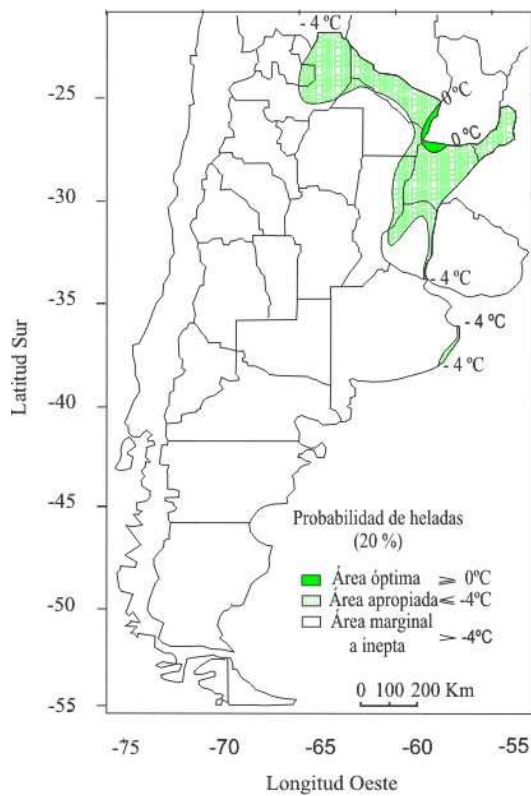 - 4 ºC
0 ºC
0 ºC
- 4 ºC
- 4 ºC
- 4 ºC
-25
-30
-35
-40
-45
-50
-55
Latitud Sur
Probabilidad de heladas
(20 %)
Área óptima ≥ 0ºC
Área apropiada ≤ -4ºC
Área marginal
a inepta > -4ºC
0 100 200 Km
-75 -70 -65 -60 -55
Longitud Oeste